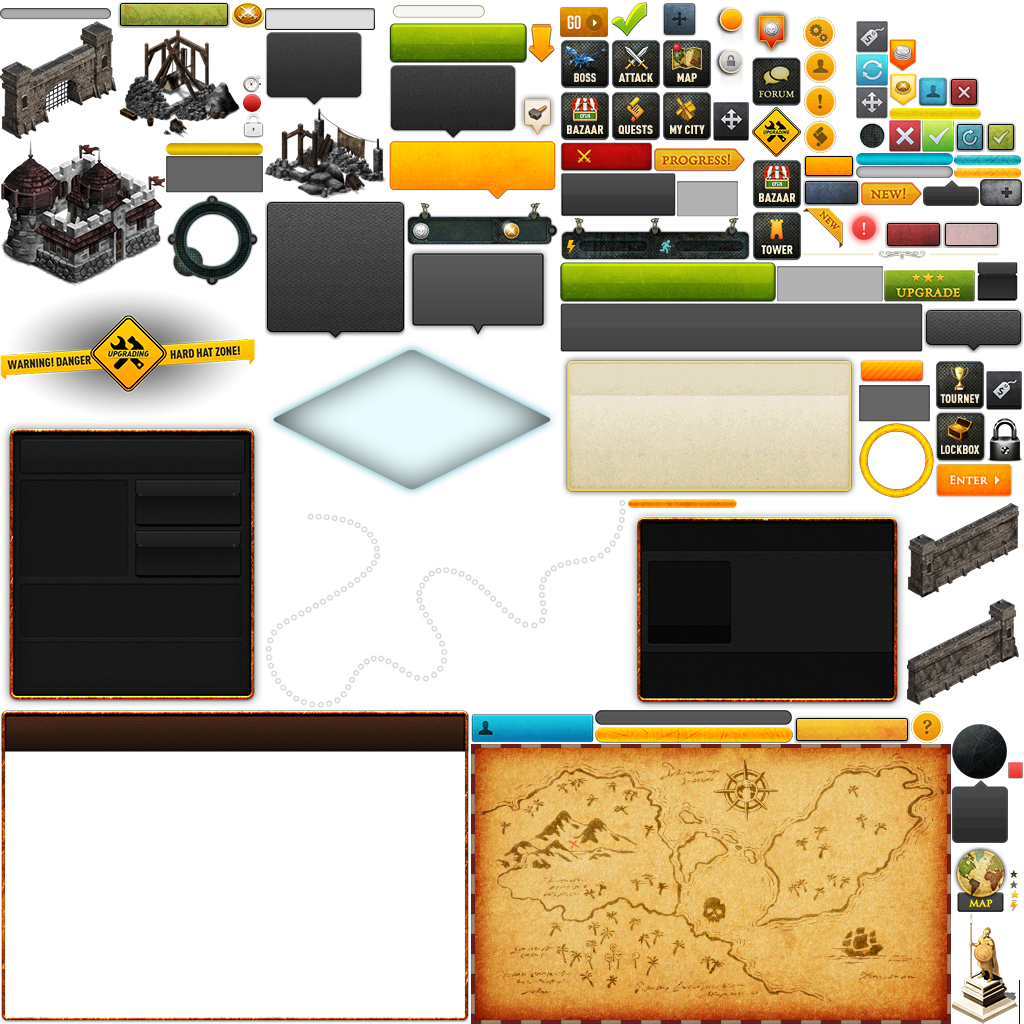 GO
BOSS
ATTACK
MAP
BAZAAR
QUESTS
MY CITY
FORUM
UPGRADING
PROGRESS!
BAZAAR
NEW!
NEW
TOWER
UPGRADE
WARNING! DANGER
UPGRADING
HARD HAT ZONE!
TOURNEY
LOCKBOX
ENTER
?
MAP